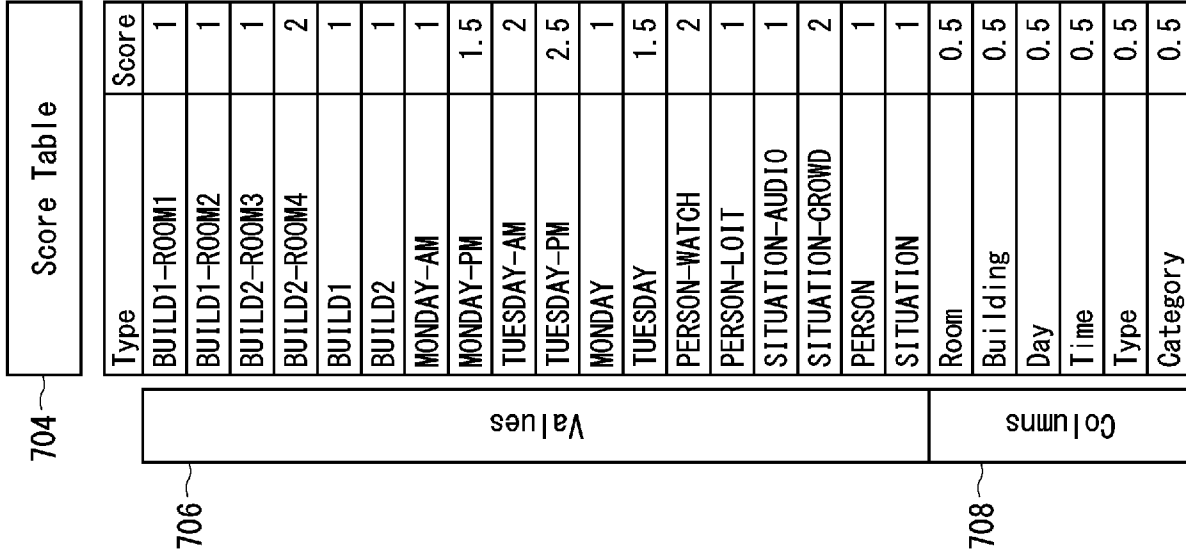 704
Score Table
Type Score
706
Values
BUILD1-ROOM1 1
BUILD1-ROOM2 1
BUILD2-ROOM3 1
BUILD2-ROOM4 2
BUILD1 1
BUILD2 1
MONDAY-AM 1
MONDAY-PM 1.5
TUESDAY-AM 2
TUESDAY-PM 2.5
MONDAY 1
TUESDAY 1.5
PERSON-WATCH 2
PERSON-LOIT 1
SITUATION-AUDIO 1
SITUATION-CROWD 2
PERSON 1
SITUATION 1
708
Columns
Room 0.5
Building 0.5
Day 0.5
Time 0.5
Type 0.5
Category 0.5